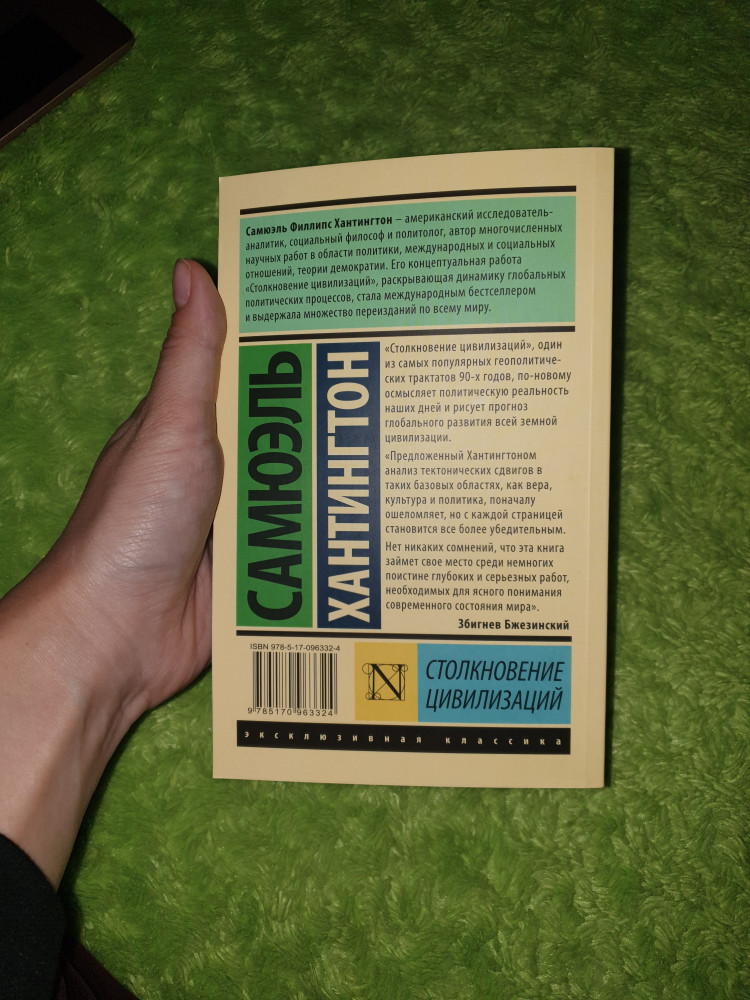 Самюэль Филлипс Хантингтон – американский исследователь-
аналитик, социальный философ и политолог, автор многочисленных
научных работ в области политики, международных и социальных
отношений, теории демократии. Его концептуальная работа
«Столкновение цивилизаций», раскрывающая динамику глобальных
политических процессов, стала международным бестселлером
и выдержала множество переизданий по всему миру.
САМЮЭЛЬ
ХАНТИНГТОН
«Столкновение цивилизаций», один
из самых популярных геополитиче-
ских трактатов 90-х годов, по-новому
осмысляет политическую реальность
наших дней и рисует прогноз
глобального развития всей земной
цивилизации.
«Предложенный Хантингтоном
анализ тектонических сдвигов в
таких базовых областях, как вера,
культура и политика, поначалу
ошеломляет, но с каждой страницей
становится все более убедительным.
Нет никаких сомнений, что эта книга
займет свое место среди немногих
поистине глубоких и серьезных работ,
необходимых для ясного понимания
современного состояния мира».
Збигнев Бжезинский
ISBN 978-5-17-096332-4
9 785170 963324
N
СТОЛКНОВЕНИЕ
ЦИВИЛИЗАЦИЙ
эксклюзивная классика